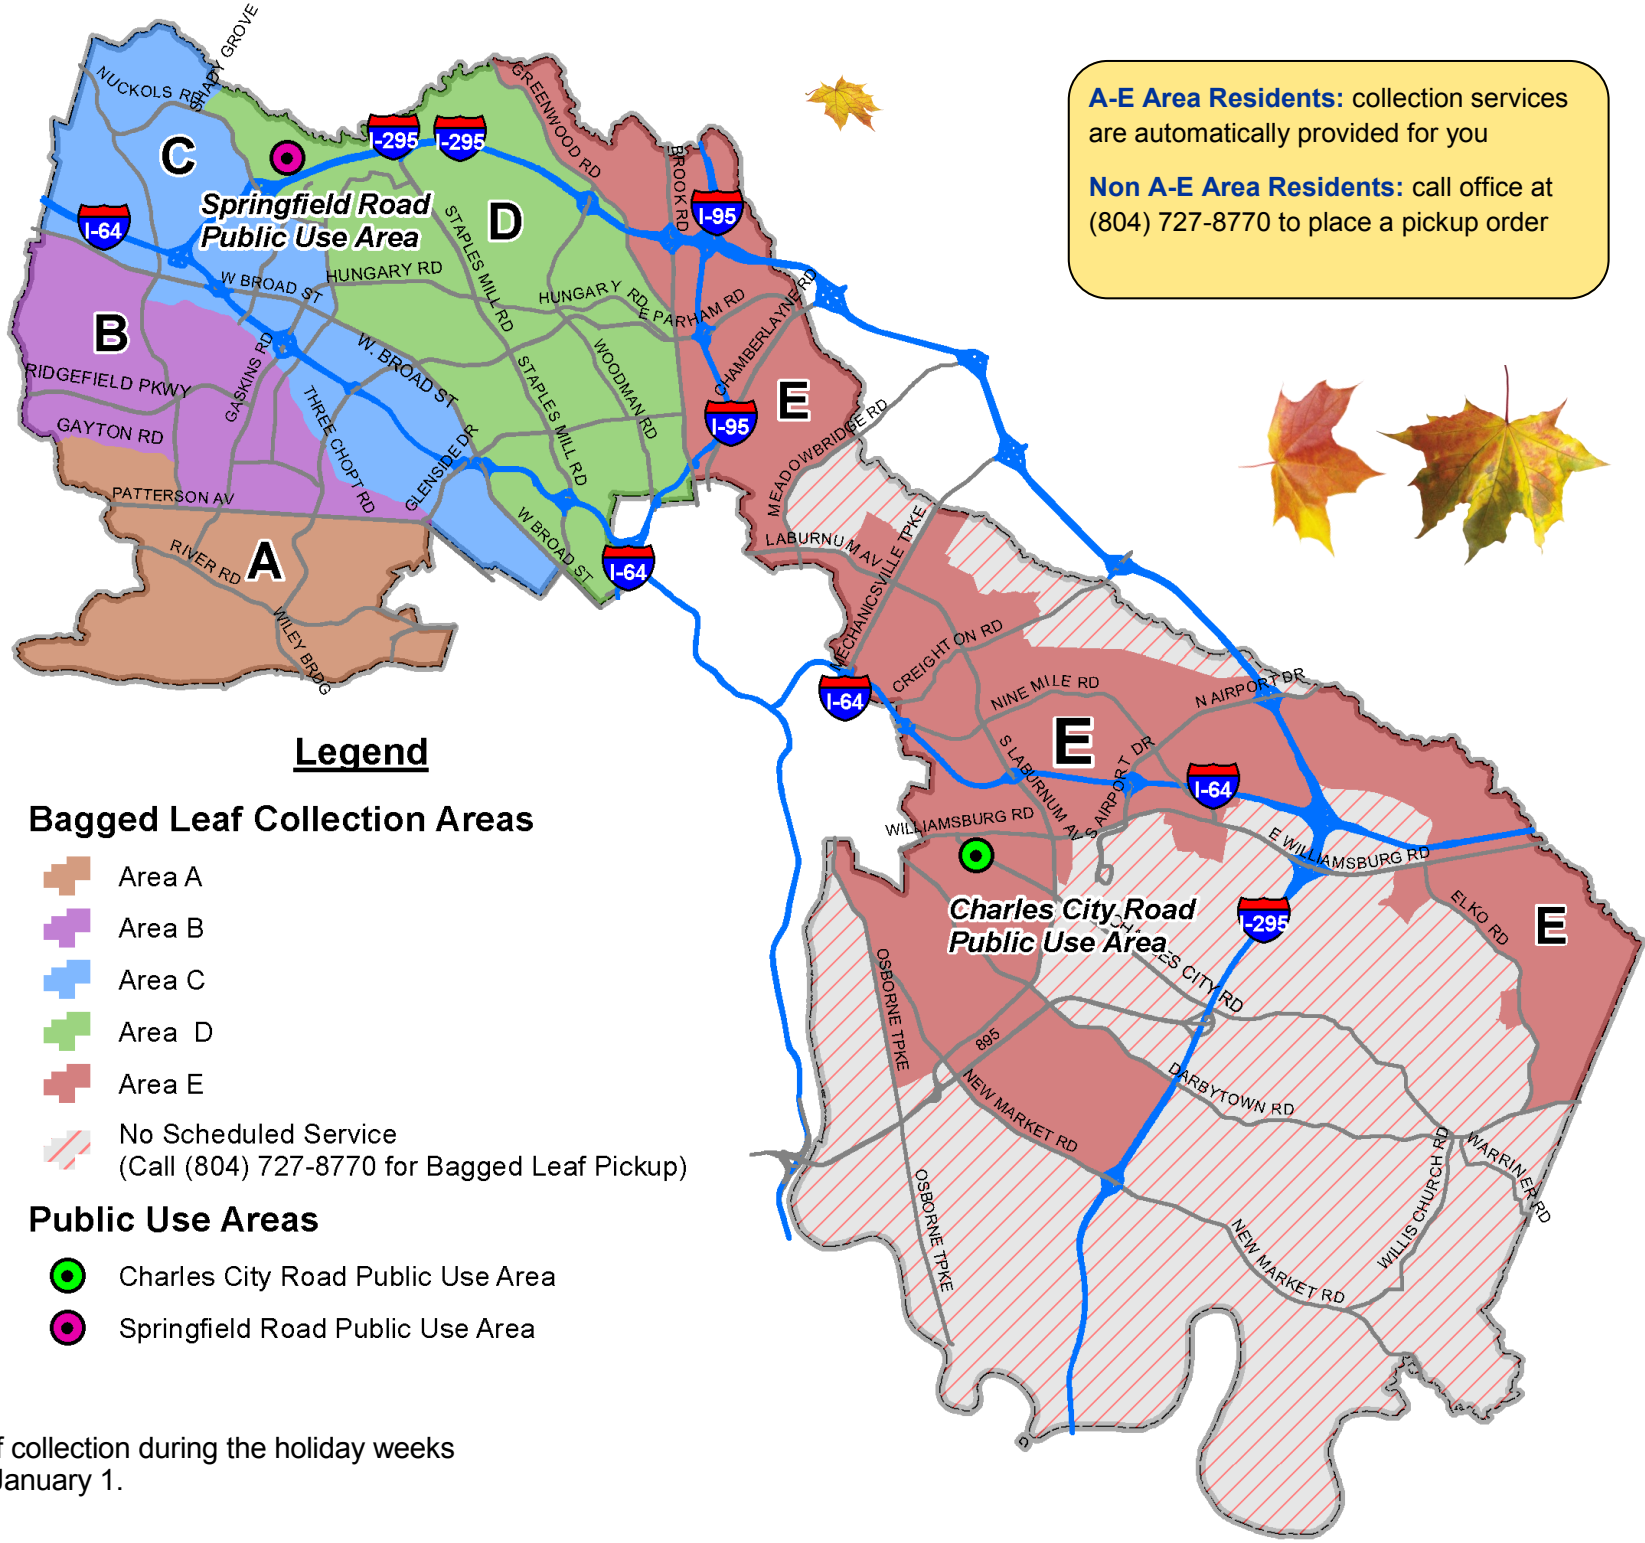 A-E Area Residents: collection services
are automatically provided for you
Non A-E Area Residents: call office at
(804) 727-8770 to place a pickup order
SHADY GROVE
NUCKOLS RD
C
I-295
I-295
GREENWOOD RD
BROOK RD
I-95
Springfield Road
Public Use Area
D
I-64
STAPLES MILL RD
W BROAD ST
HUNGARY RD
HUNGARY RD
E PARHAM RD
CHAMBERLAYNE RD
B
RIDGEFIELD PKWY
GASKINS RD
W. BROAD ST
STAPLES MILL RD
WOODMAN RD
E
I-95
GAYTON RD
THREE CHOPT RD
GLENSIDE DR
MEADOWBRIDGE RD
PATTERSON AV
W BROAD ST
LABURNUM AV
MECHANICSVILLE TPKE
RIVER RD
A
I-64
WILEY BRDG
CREIGHTON RD
I-64
NINE MILE RD
N AIRPORT DR
E
S LABURNUM AV
S AIRPORT DR
I-64
WILLIAMSBURG RD
E WILLIAMSBURG RD
Charles City Road
Public Use Area
CHARLES CITY RD
I-295
ELKO RD
E
OSBORNE TPKE
895
NEW MARKET RD
DARBYTOWN RD
WARRINER RD
WILLIS CHURCH RD
OSBORNE TPKE
NEW MARKET RD
Legend
Bagged Leaf Collection Areas
Area A
Area B
Area C
Area D
Area E
No Scheduled Service
(Call (804) 727-8770 for Bagged Leaf Pickup)
Public Use Areas
Charles City Road Public Use Area
Springfield Road Public Use Area
collection during the holiday weeks
January 1.